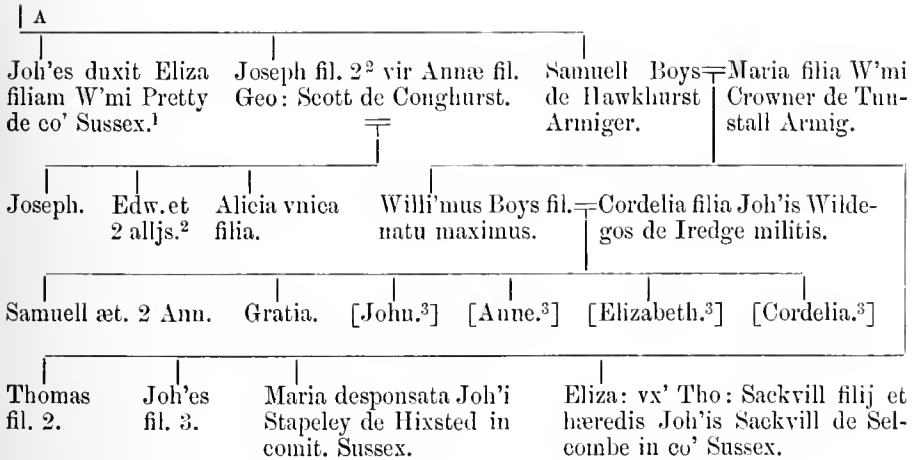 A
Joh'es duxit Eliza filiam W'mi Pretty de co' Sussex.¹
Joseph fil. 2² vir Annæ fil. Geo: Scott de Conghurst.
Samuell Boys de Hawkhurst Armiger.
Maria filia W'mi Crowner de Tunstall Armig.
Joseph.
Edw. et 2 alljs.²
Alicia vnica filia.
Willi'mus Boys fil. natu maximus.
Cordelia filia Joh'is Wildegos de Iredge militis.
Samuell æt. 2 Ann.
Gratia.
[John.³]
[Anne.³]
[Elizabeth.³]
[Cordelia.³]
Thomas fil. 2.
Joh'es fil. 3.
Maria desponsata Joh'i Stapeley de Hixsted in comit. Sussex.
Eliza: vx' Tho: Sackvill filij et hæredis Joh'is Sackvill de Selcombe in co' Sussex.